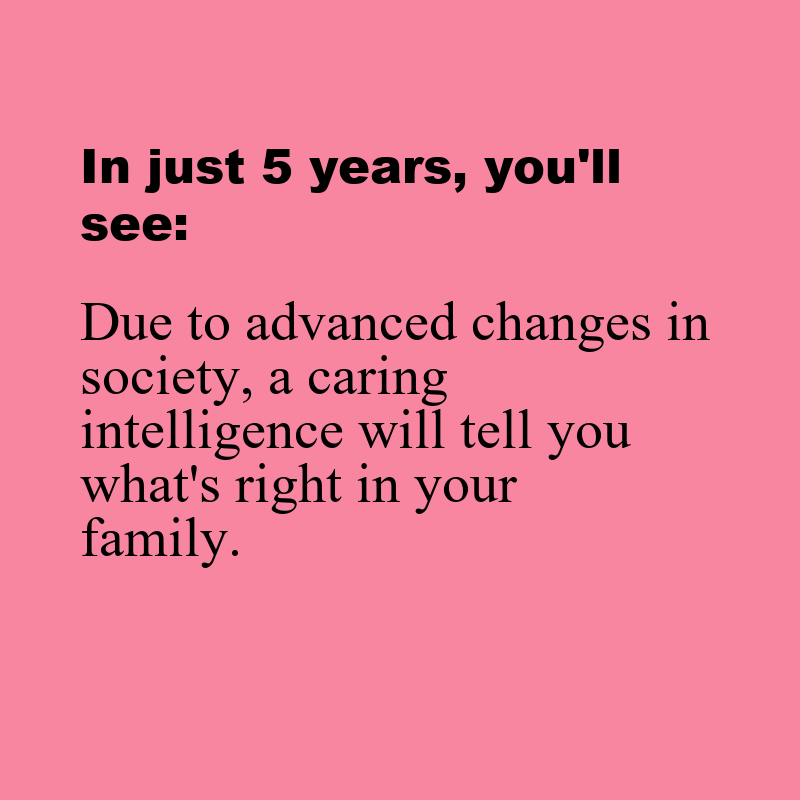 In just 5 years, you'll
see:
Due to advanced changes in
society, a caring
intelligence will tell you
what's right in your
family.